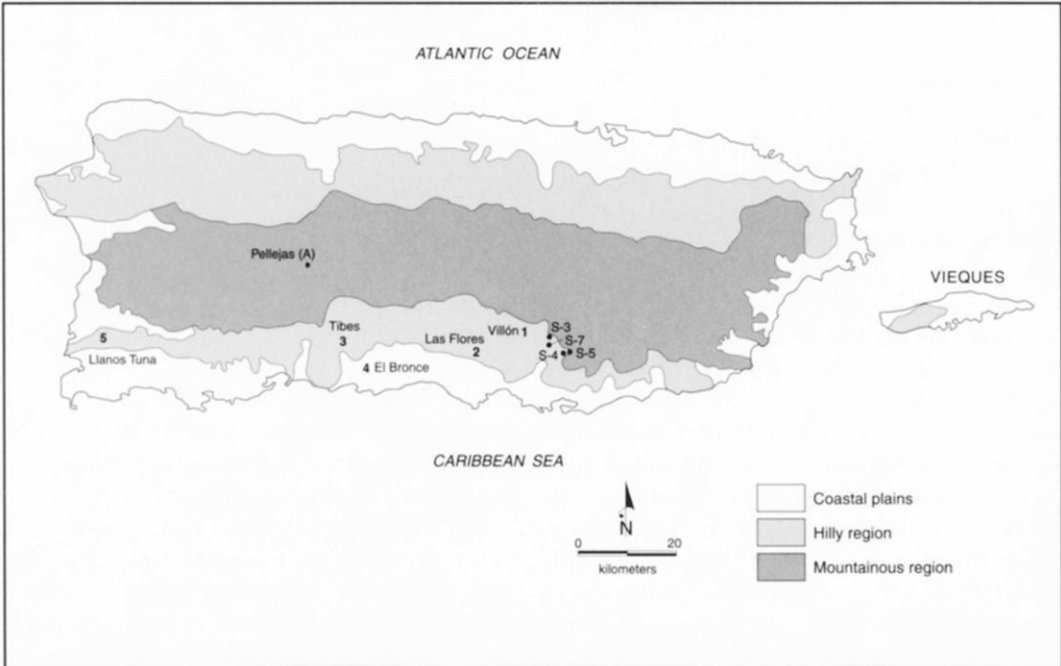 ATLANTIC OCEAN
Pellejas (A)
VIEQUES
Tibes
3
Las Flores
2
Villón 1
S-3
S-7
S-4
S-5
5
Llanos Tuna
4 El Bronce
CARIBBEAN SEA
N
0 20
kilometers
Coastal plains
Hilly region
Mountainous region